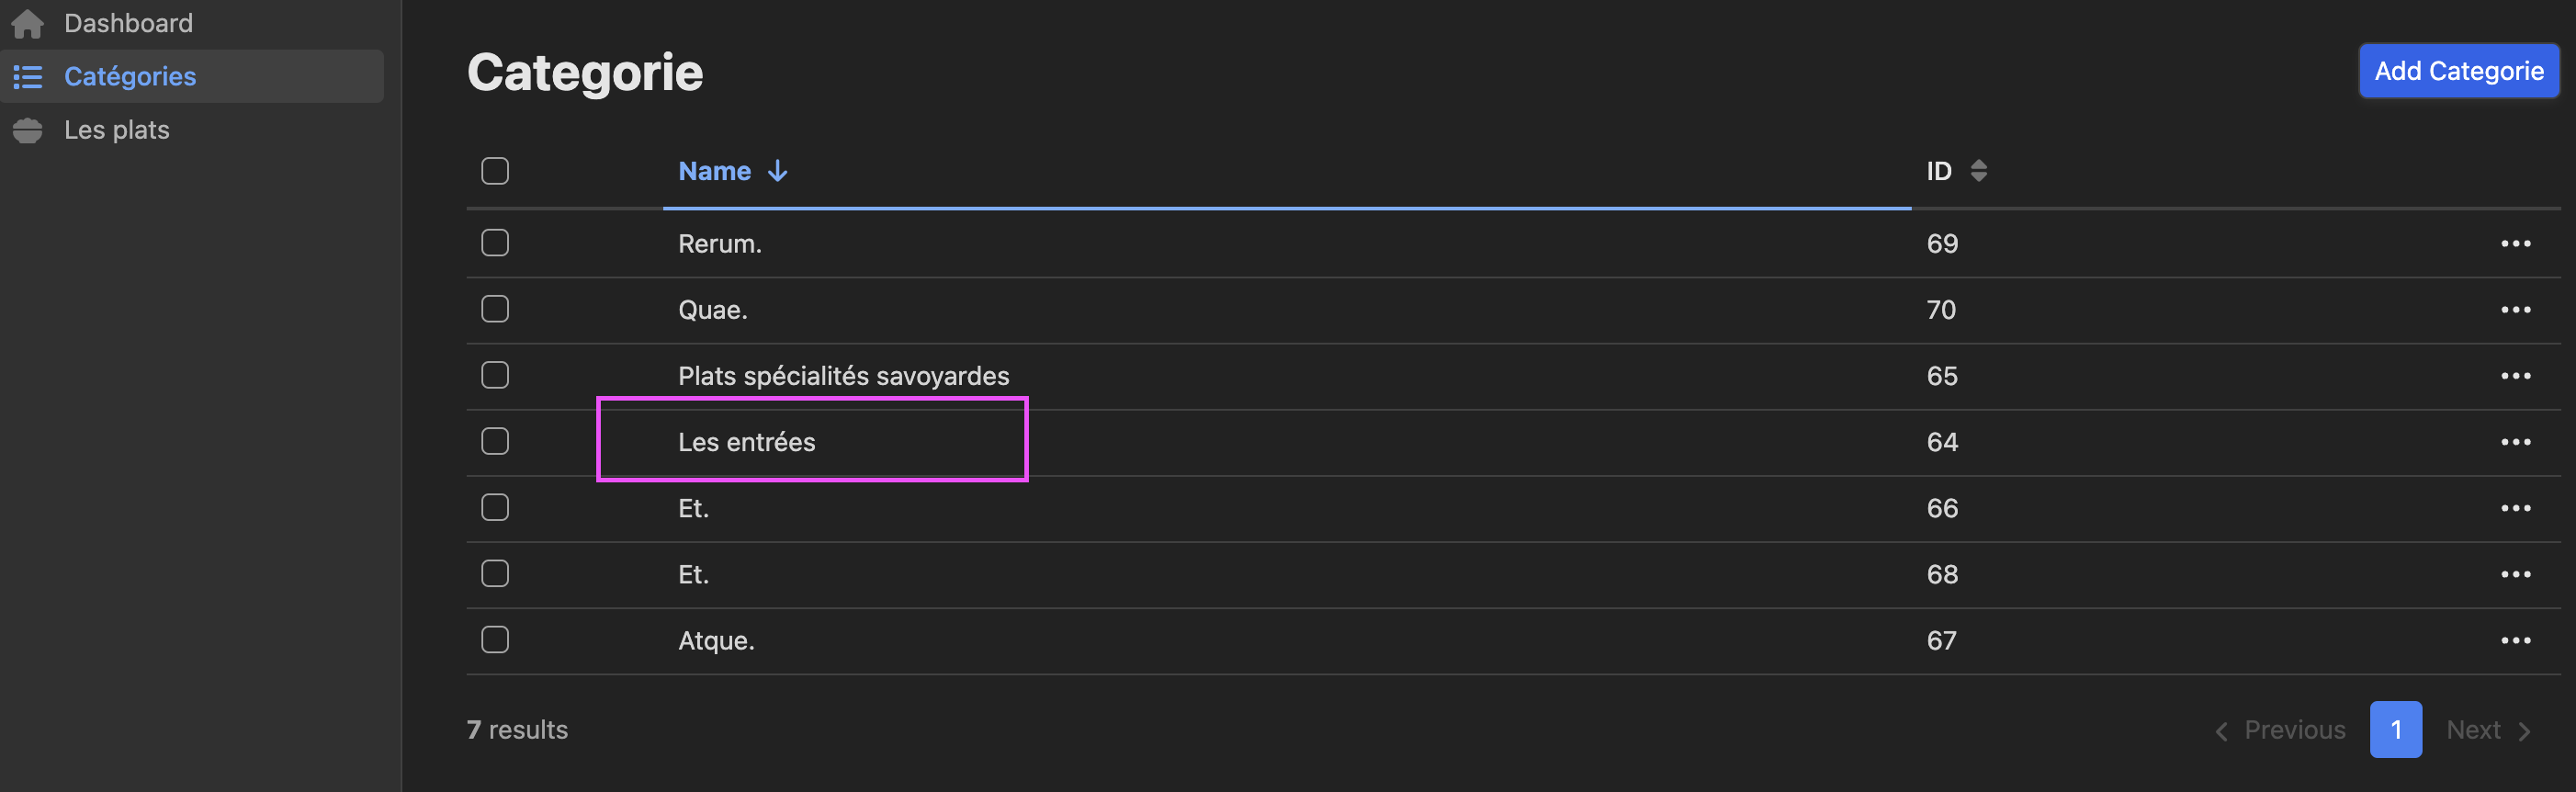 Dashboard
Catégories
Les plats
Categorie
Add Categorie
Name ID
Rerum. 69
Quae. 70
Plats spécialités savoyardes 65
Les entrées 64
Et. 66
Et. 68
Atque. 67
7 results
Previous 1 Next